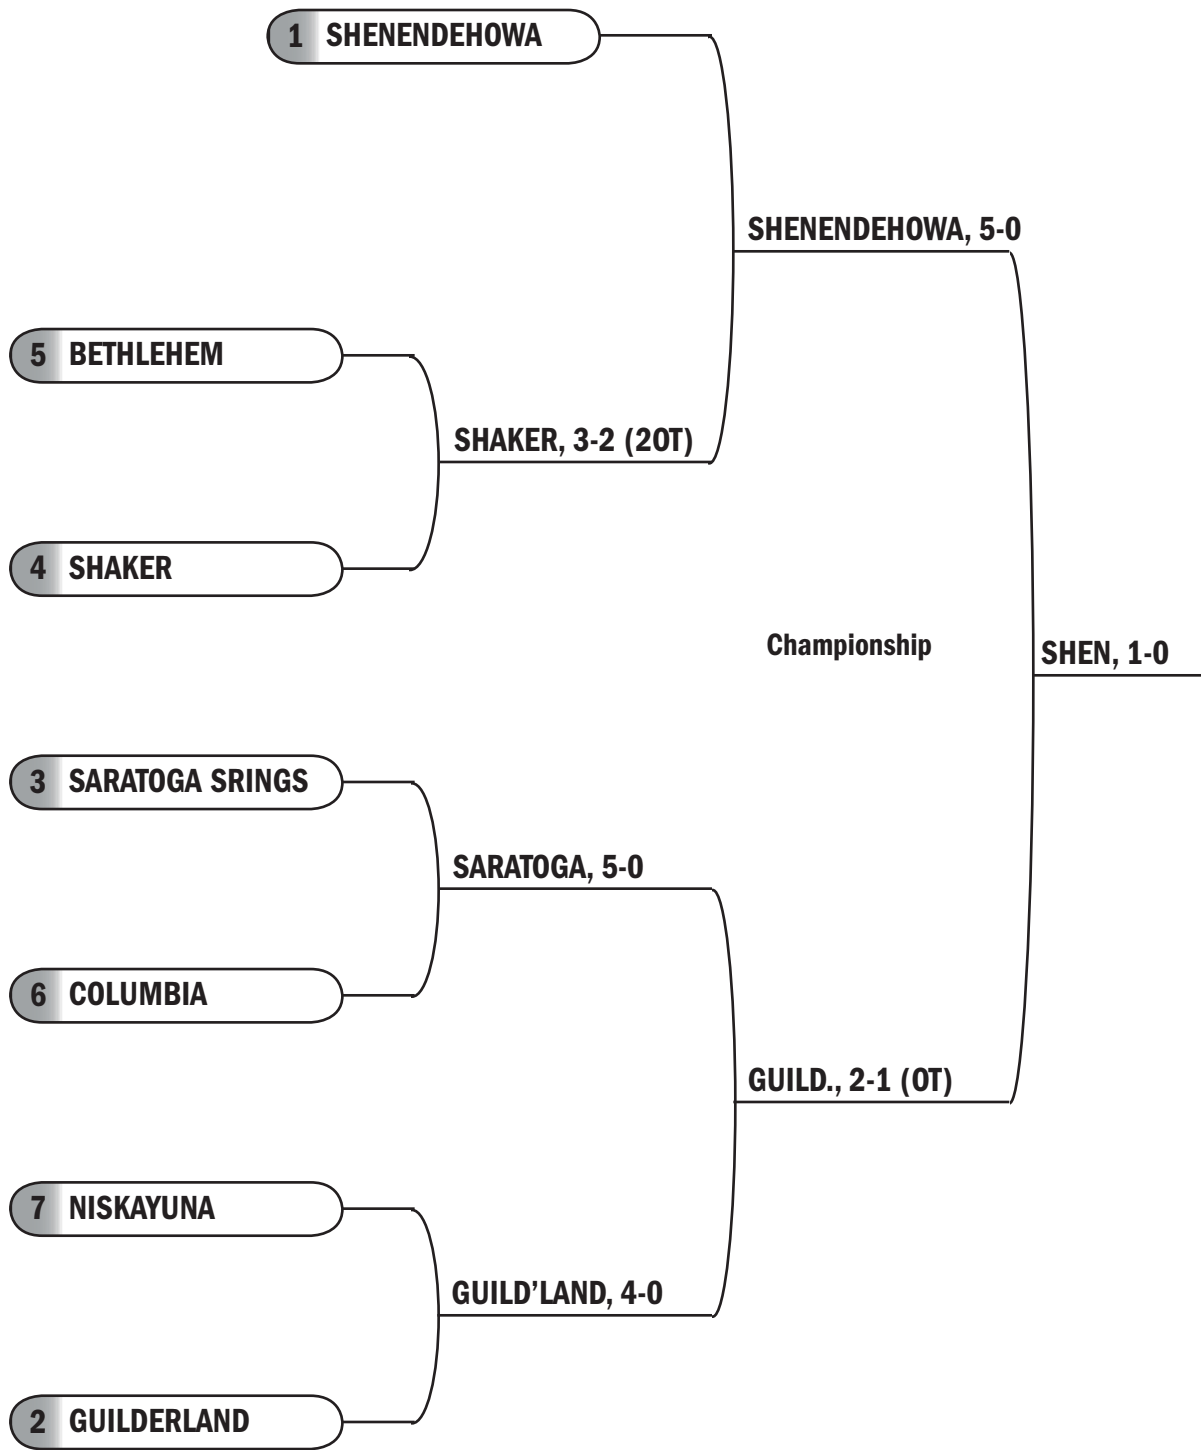 1 SHENENDEHOWA
SHENENDEHOWA, 5-0
5 BETHLEHEM
SHAKER, 3-2 (2OT)
4 SHAKER
Championship
SHEN, 1-0
3 SARATOGA SRINGS
SARATOGA, 5-0
6 COLUMBIA
GUILD., 2-1 (OT)
7 NISKAYUNA
GUILD’LAND, 4-0
2 GUILDERLAND